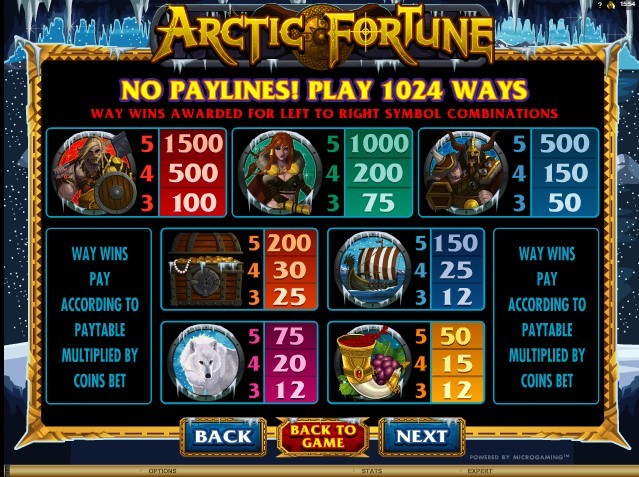 ? 15:54
ARCTIC FORTUNE
NO PAYLINES! PLAY 1024 WAYS
WAY WINS AWARDED FOR LEFT TO RIGHT SYMBOL COMBINATIONS
5 1500
4 500
3 100
5 1000
4 200
3 75
5 500
4 150
3 50
WAY WINS
PAY
ACCORDING TO
PAYTABLE
MULTIPLIED BY
COINS BET
5 200
4 30
3 25
5 150
4 25
3 12
5 75
4 20
3 12
5 50
4 15
3 12
WAY WINS
PAY
ACCORDING TO
PAYTABLE
MULTIPLIED BY
COINS BET
BACK
BACK TO
GAME
NEXT
POWERED BY MICROGAMING™
OPTIONS STATS EXPERT